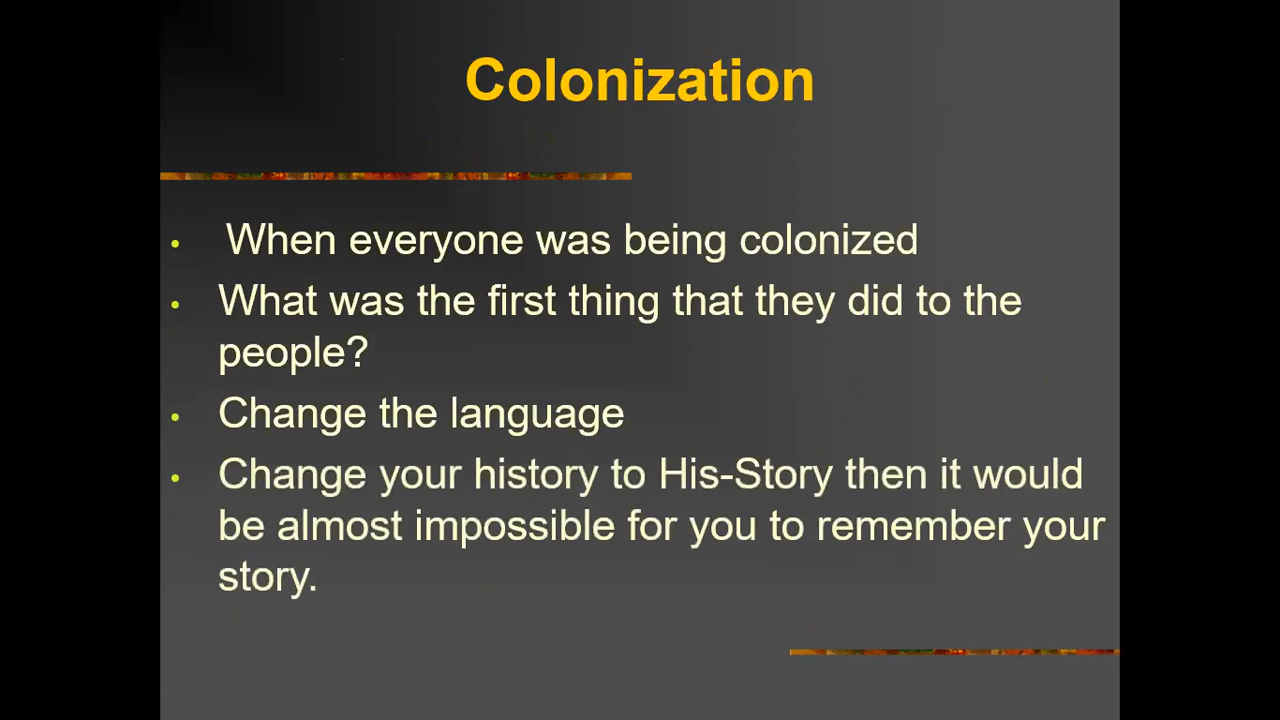 Colonization
• When everyone was being colonized
• What was the first thing that they did to the
people?
• Change the language
• Change your history to His-Story then it would
be almost impossible for you to remember your
story.